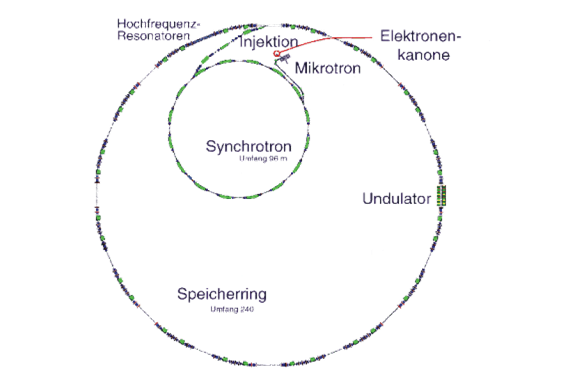 Hochfrequenz-
Resonatoren
Injektion
Elektronen-
kanone
Mikrotron
Synchrotron
Umfang 96 m
Undulator
Speicherring
Umfang 240